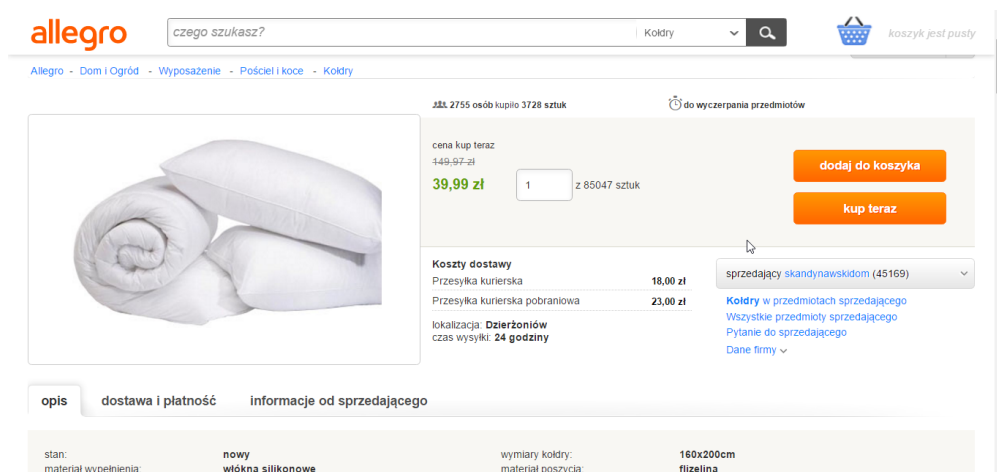 allegro
czego szukasz?
Kołdry
koszyk jest pusty
Allegro - Dom i Ogród - Wyposażenie - Pościel i koce - Kołdry
2755 osób kupiło 3728 sztuk
do wyczerpania przedmiotów
cena kup teraz
149,97 zł
39,99 zł
1
z 85047 sztuk
dodaj do koszyka
kup teraz
Koszty dostawy
Przesyłka kurierska 18,00 zł
Przesyłka kurierska pobraniowa 23,00 zł
lokalizacja: Dzierżoniów
czas wysyłki: 24 godziny
sprzedający skandynawskidom (45169)
Kołdry w przedmiotach sprzedającego
Wszystkie przedmioty sprzedającego
Pytanie do sprzedającego
Dane firmy
opis dostawa i płatność informacje od sprzedającego
stan: nowy wymiary kołdry: 160x200cm
materiał wypełnienia: włókna silikonowe materiał poszycia: flizelina